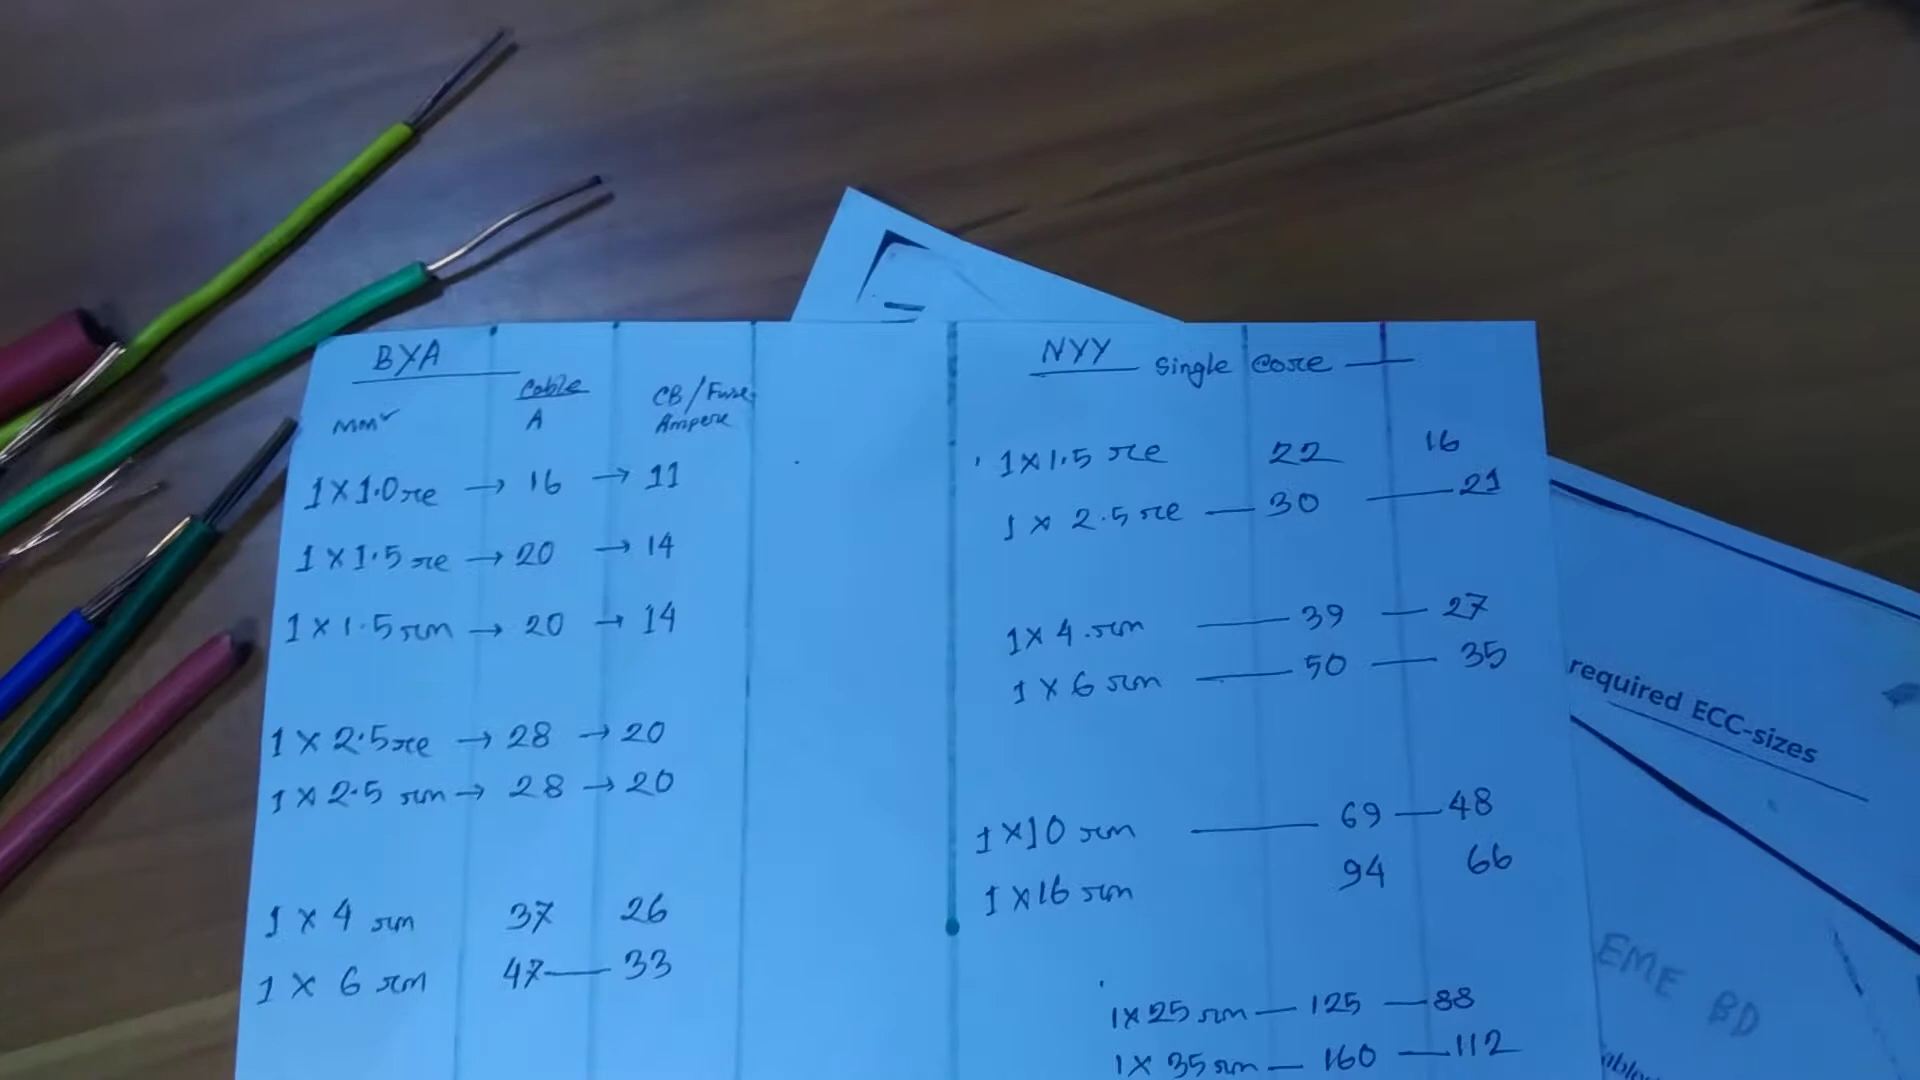 BYA
mm²
Cable
A
CB/Fuse
Ampere
1 X 1.0 re → 16 → 11
1 X 1.5 re → 20 → 14
1 X 1.5 rm → 20 → 14
1 X 2.5 re → 28 → 20
1 X 2.5 rm → 28 → 20
1 X 4 rm 37 26
1 X 6 rm 47 — 33
NYY Single Core —
1 X 1.5 re 22 16
1 X 2.5 re — 30 — 21
1 X 4 rm — 39 — 27
1 X 6 rm — 50 — 35
1 X 10 rm — 69 — 48
1 X 16 rm 94 66
1 X 25 rm — 125 — 88
1 X 35 rm — 160 — 112
required ECC-sizes
EME BD